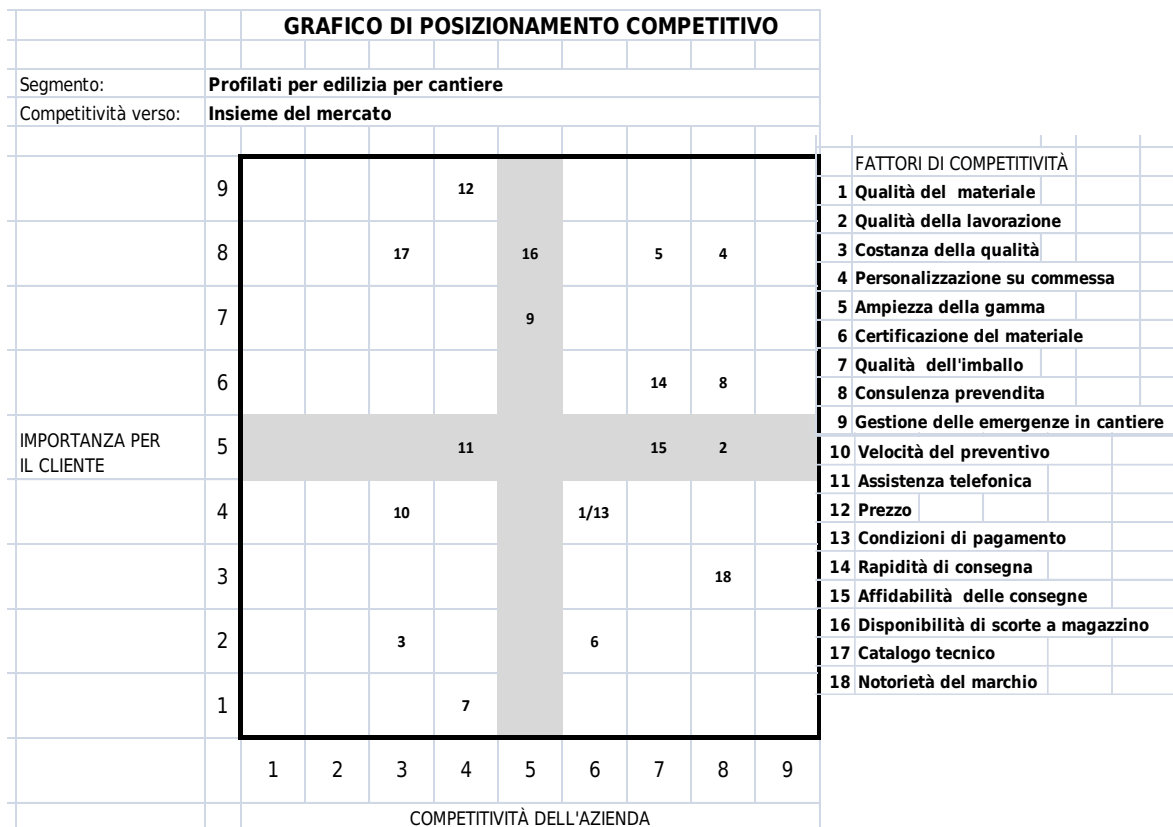 GRAFICO DI POSIZIONAMENTO COMPETITIVO
Segmento: Profilati per edilizia per cantiere
Competitività verso: Insieme del mercato
9 12
8 17 16 5 4
7 9
6 14 8
IMPORTANZA PER
IL CLIENTE
5 11 15 2
4 10 1/13
3 18
2 3 6
1 7
1 2 3 4 5 6 7 8 9
COMPETITIVITÀ DELL'AZIENDA
FATTORI DI COMPETITIVITÀ
1 Qualità del materiale
2 Qualità della lavorazione
3 Costanza della qualità
4 Personalizzazione su commessa
5 Ampiezza della gamma
6 Certificazione del materiale
7 Qualità dell'imballo
8 Consulenza prevendita
9 Gestione delle emergenze in cantiere
10 Velocità del preventivo
11 Assistenza telefonica
12 Prezzo
13 Condizioni di pagamento
14 Rapidità di consegna
15 Affidabilità delle consegne
16 Disponibilità di scorte a magazzino
17 Catalogo tecnico
18 Notorietà del marchio